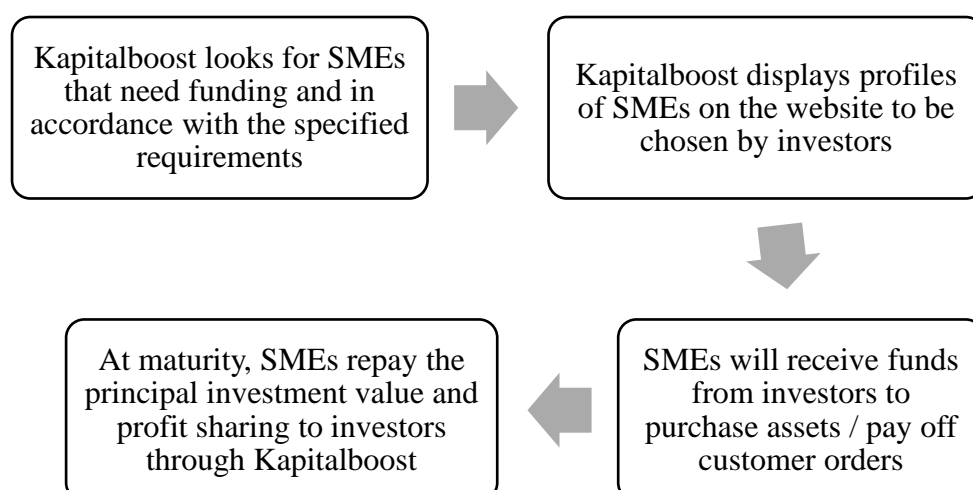 Kapitalboost looks for SMEs
that need funding and in
accordance with the specified
requirements
Kapitalboost displays profiles
of SMEs on the website to be
chosen by investors
SMEs will receive funds
from investors to
purchase assets / pay off
customer orders
At maturity, SMEs repay the
principal investment value and
profit sharing to investors
through Kapitalboost